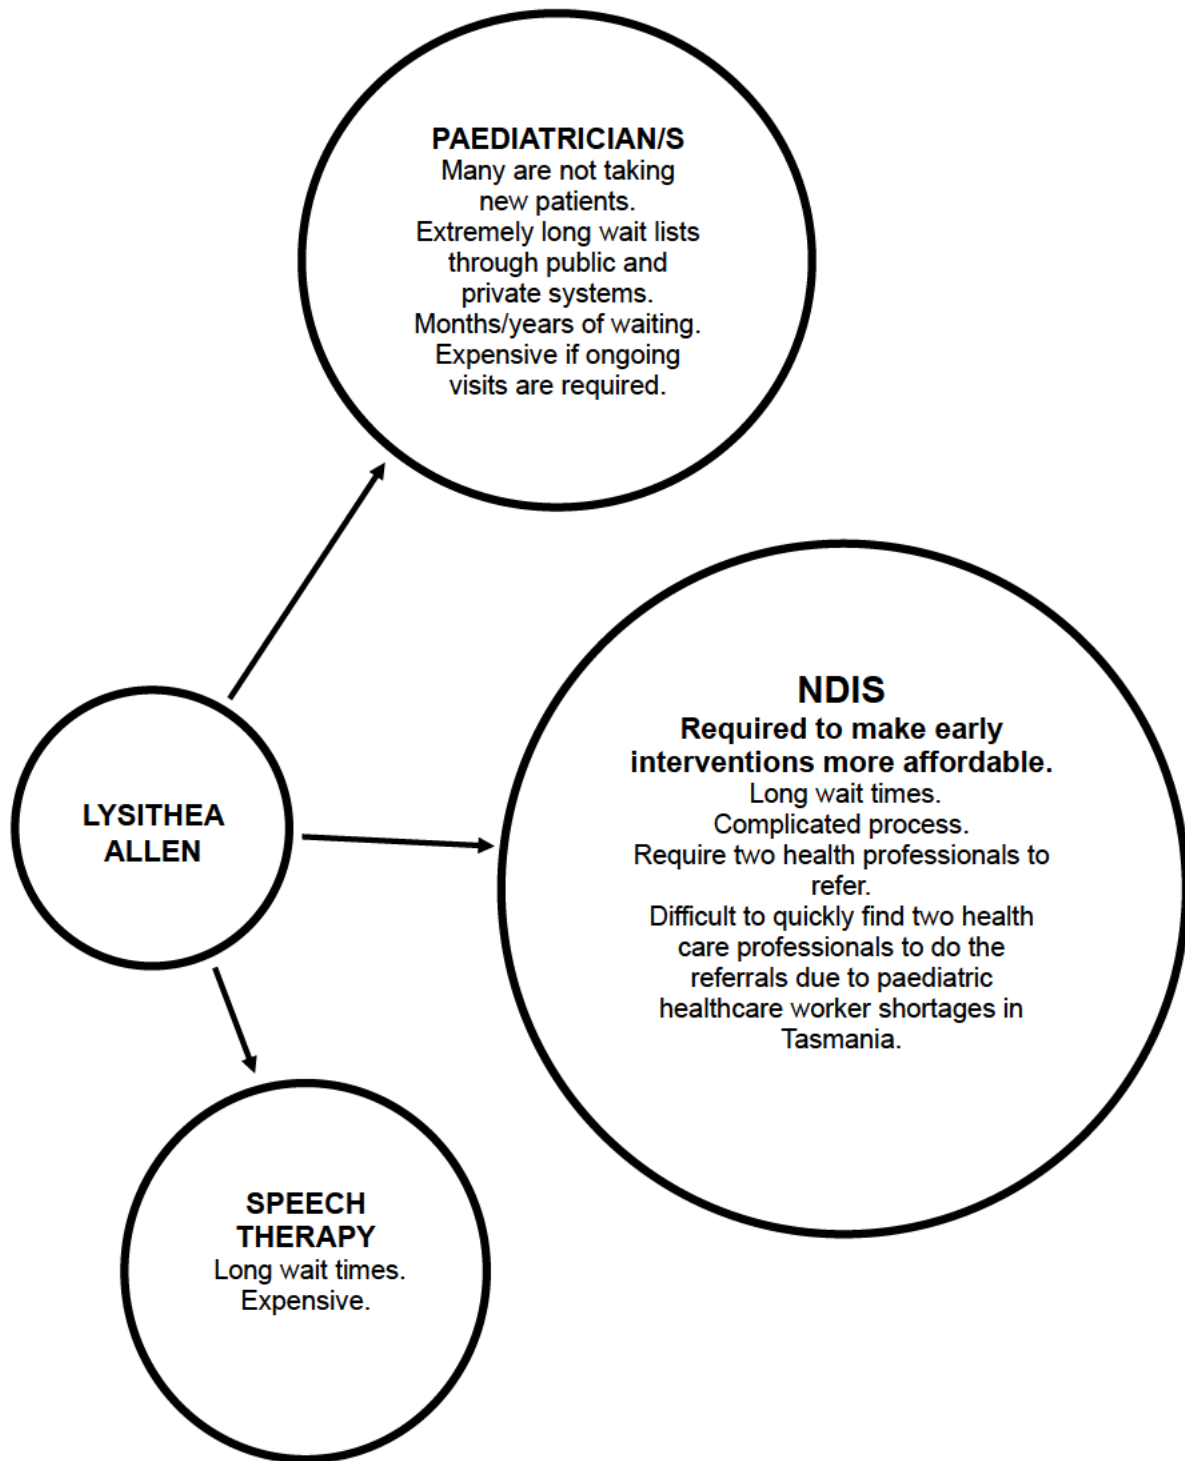 PAEDIATRICIAN/S
Many are not taking
new patients.
Extremely long wait lists
through public and
private systems.
Months/years of waiting.
Expensive if ongoing
visits are required.
NDIS
Required to make early
interventions more affordable.
Long wait times.
Complicated process.
Require two health professionals to
refer.
Difficult to quickly find two health
care professionals to do the
referrals due to paediatric
healthcare worker shortages in
Tasmania.
LYSITHEA
ALLEN
SPEECH
THERAPY
Long wait times.
Expensive.